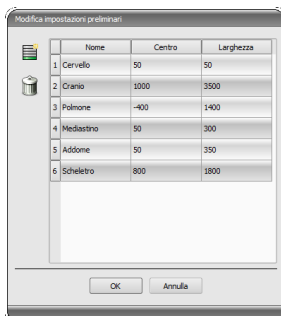 Modifica impostazioni preliminari
Nome Centro Larghezza
1 Cervello 50 50
2 Cranio 1000 3500
3 Polmone -400 1400
4 Mediastino 50 300
5 Addome 50 350
6 Scheletro 800 1800
OK Annulla